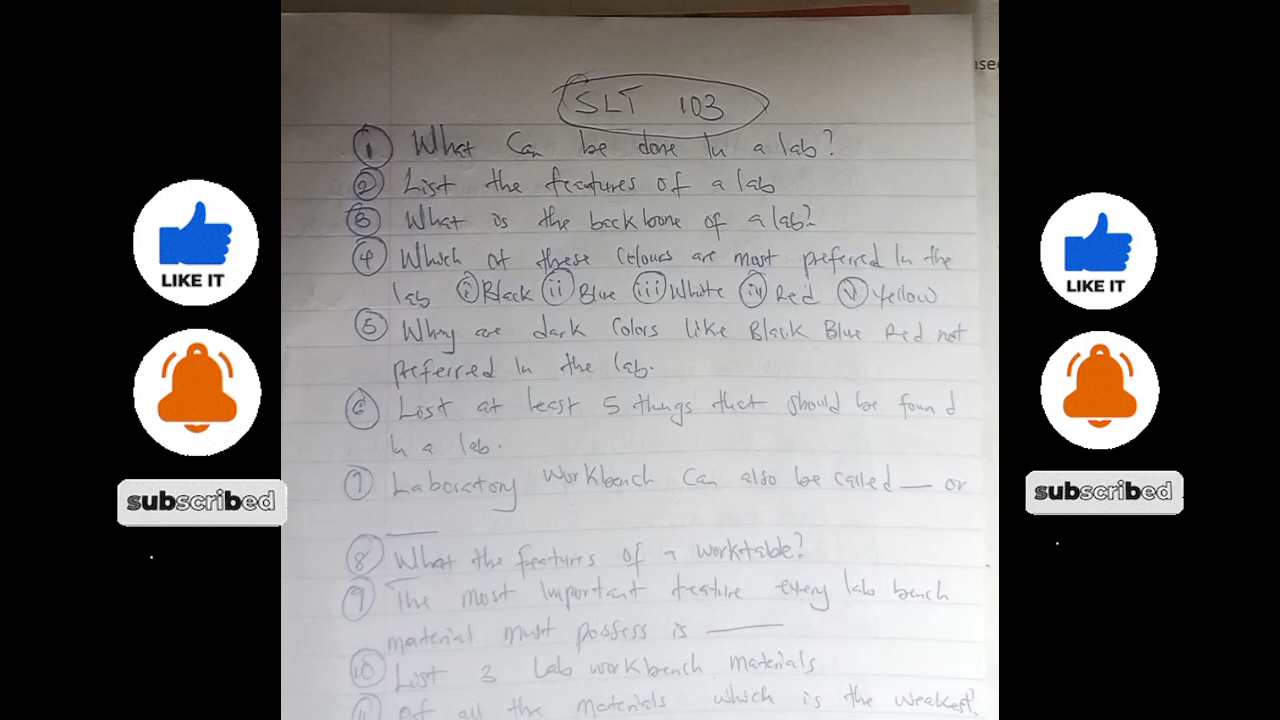 SLT 103
① What can be done In a lab?
② List the features of a lab
③ What is the backbone of a lab?
④ Which of these colours are most preferred In the
lab ⓘ Black ⓘⓘ Blue ⓘⓘⓘ White ⓘⓥ Red ⓥ Yellow
⑤ Whay are dark Colors like Black Blue Red not
preferred In the lab.
⑥ List at least 5 things that should be found
In a lab.
⑦ Laboratory workbench can also be called — or
___
⑧ What the features of a worktable?
⑨ The most Important feature every lab bench
material must possess is ___
⑩ List 3 Lab workbench materials
⑪ Of all the materials which is the weakest?
LIKE IT
subscribed
LIKE IT
subscribed